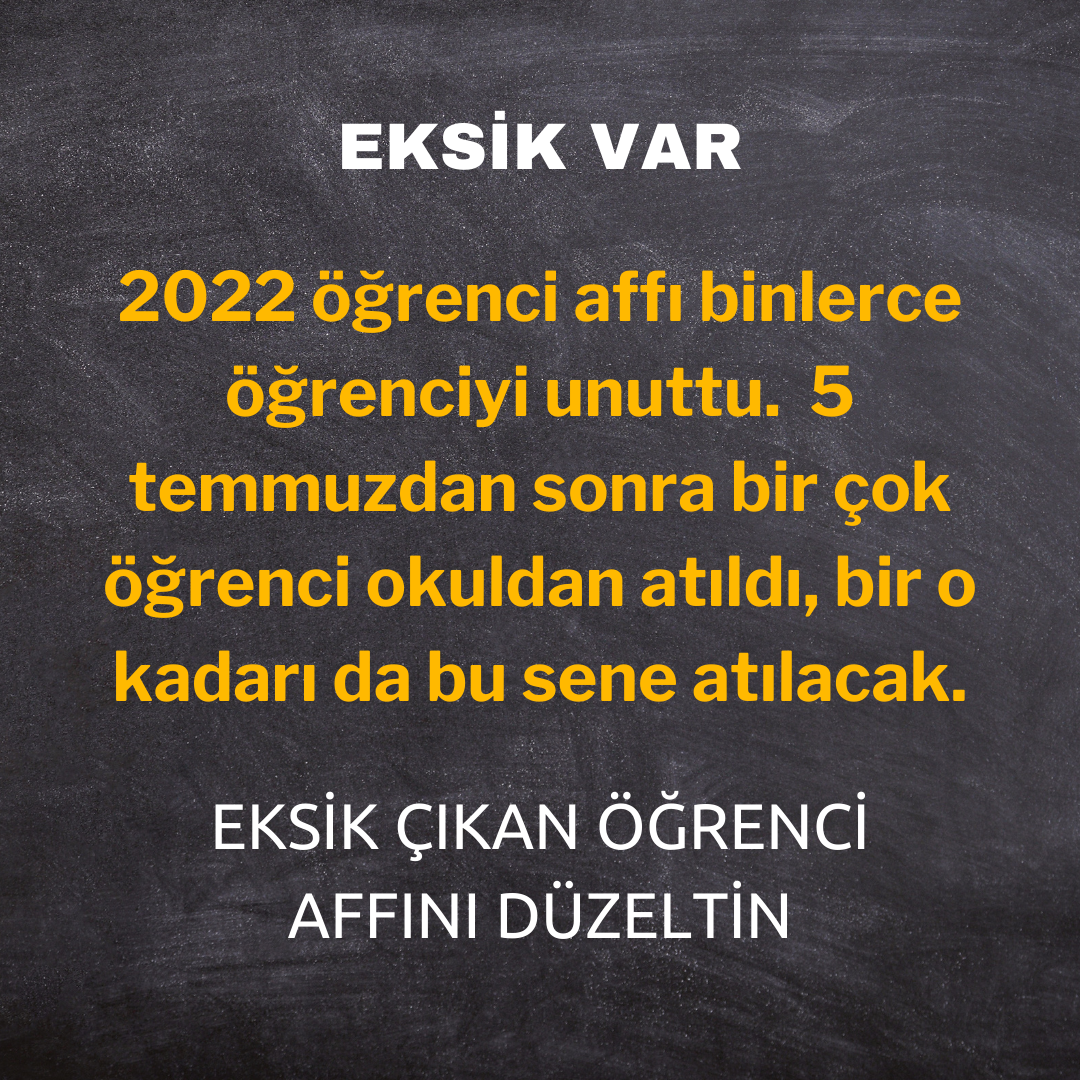 EKSİK VAR
2022 öğrenci affı binlerce
öğrenciyi unuttu.  5
temmuzdan sonra bir çok
öğrenci okuldan atıldı, bir o
kadarı da bu sene atılacak.
EKSİK ÇIKAN ÖĞRENCİ
AFFINI DÜZELTİN